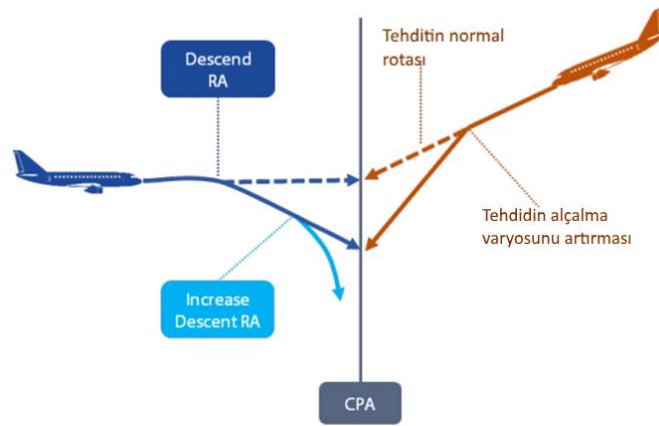 Descend
RA
Tehditin normal
rotası
Tehdidin alçalma
varyosunu artırması
Increase
Descent RA
CPA